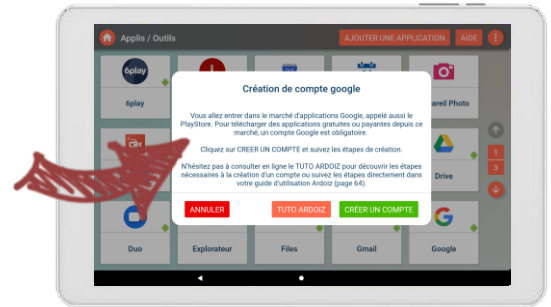 Applis / Outils
AJOUTER UNE APPLICATION
AIDE
6play
6play
areil Photo
Création de compte google
Vous allez entrer dans le marché d'applications Google, appelé aussi le
PlayStore. Pour télécharger des applications gratuites ou payantes depuis ce
marché, un compte Google est obligatoire.
Cliquez sur CREER UN COMPTE et suivez les étapes de création.
N'hésitez pas à consulter en ligne le TUTO ARDOIZ pour découvrir les étapes
nécessaires à la création d'un compte ou suivez les étapes directement dans
votre guide d'utilisation Ardoiz (page 64).
ANNULER
TUTO ARDOIZ
CRÉER UN COMPTE
1
3
Drive
Duo
Explorateur
Files
Gmail
Google